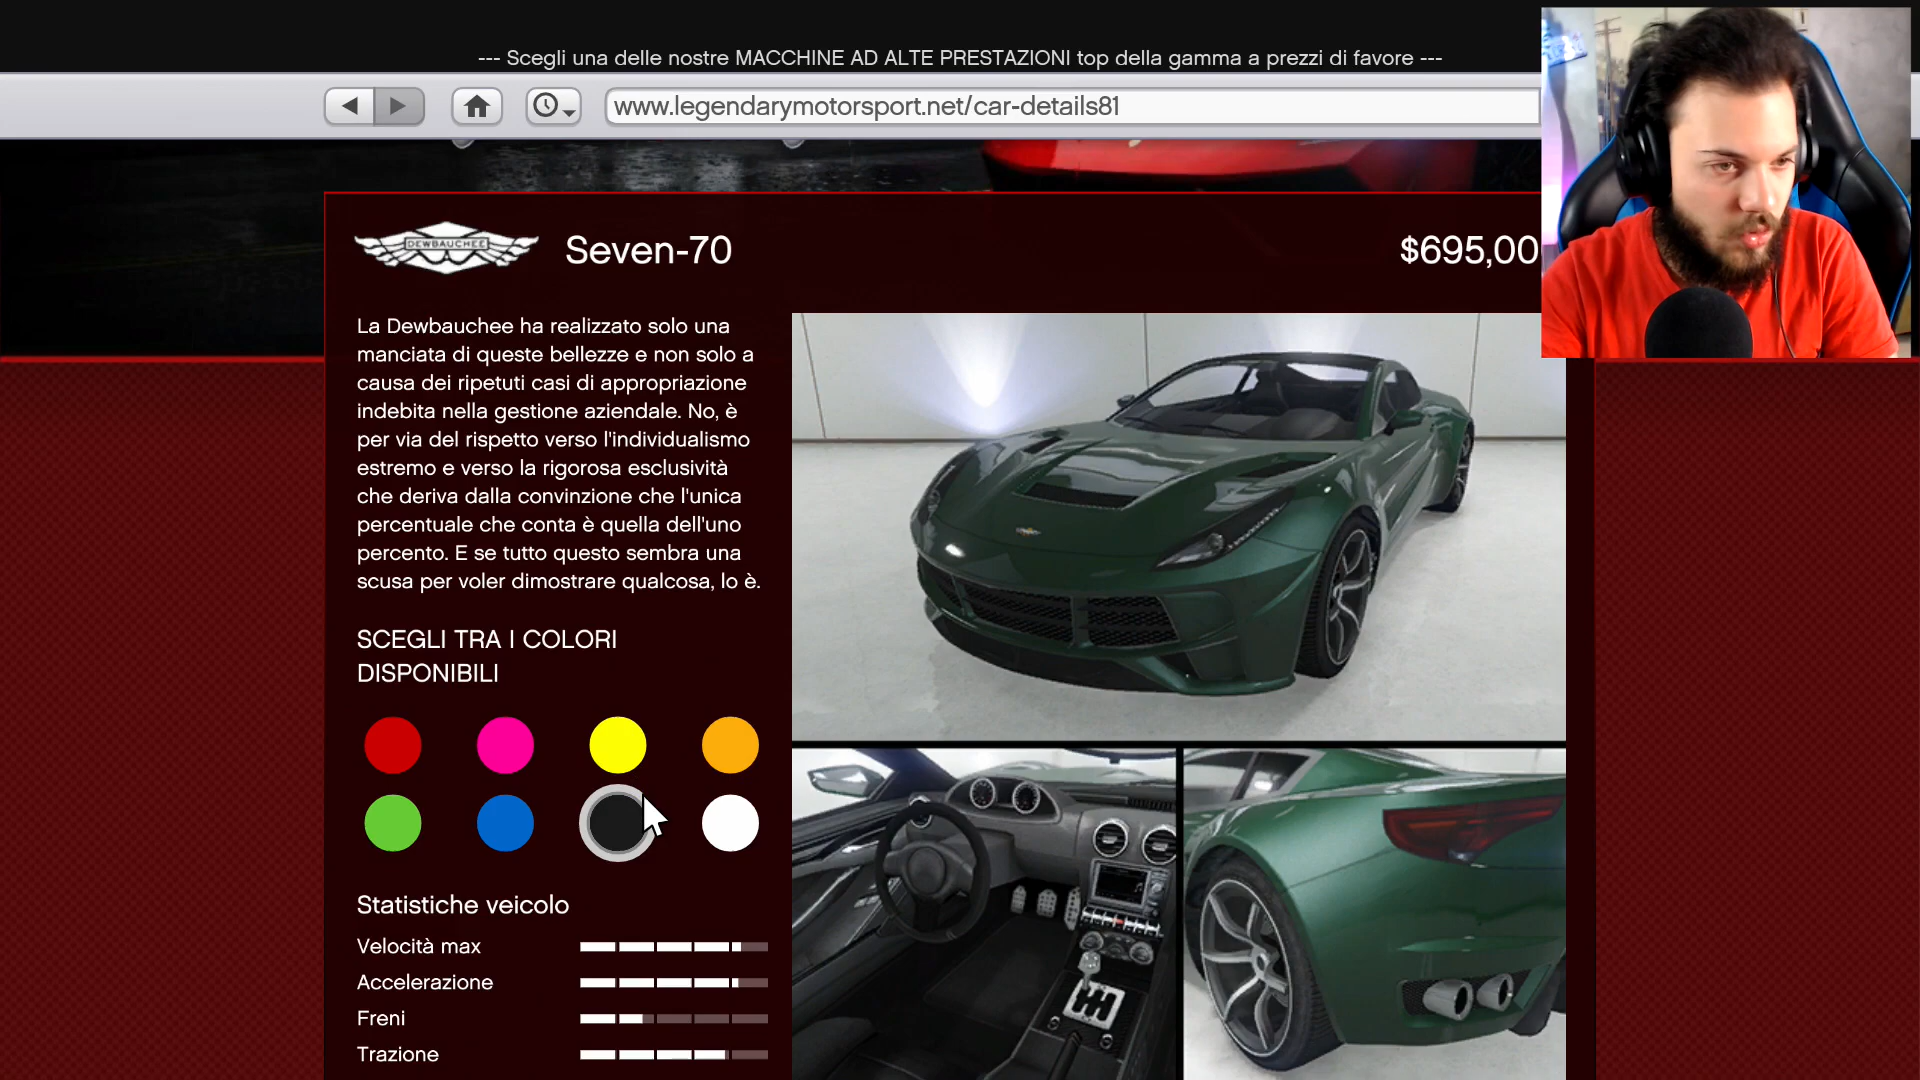 --- Scegli una delle nostre MACCHINE AD ALTE PRESTAZIONI top della gamma a prezzi di favore ---
www.legendarymotorsport.net/car-details81
DEWBAUCHEE
Seven-70
$695,00
La Dewbauchee ha realizzato solo una
manciata di queste bellezze e non solo a
causa dei ripetuti casi di appropriazione
indebita nella gestione aziendale. No, è
per via del rispetto verso l'individualismo
estremo e verso la rigorosa esclusività
che deriva dalla convinzione che l'unica
percentuale che conta è quella dell'uno
percento. E se tutto questo sembra una
scusa per voler dimostrare qualcosa, lo è.
SCEGLI TRA I COLORI
DISPONIBILI
Statistiche veicolo
Velocità max
Accelerazione
Freni
Trazione